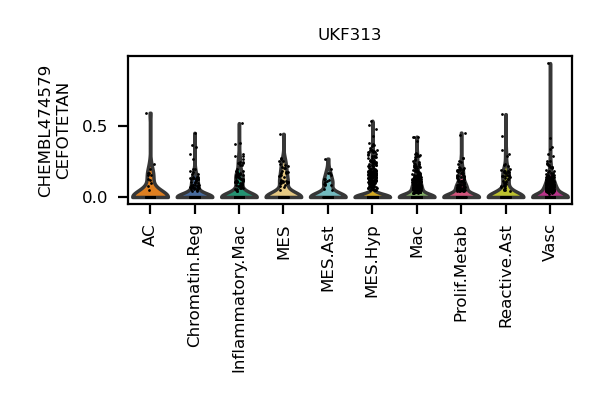 UKF313
CHEMBL474579
CEFOTETAN
0.5
0.0
AC
Chromatin.Reg
Inflammatory.Mac
MES
MES.Ast
MES.Hyp
Mac
Prolif.Metab
Reactive.Ast
Vasc